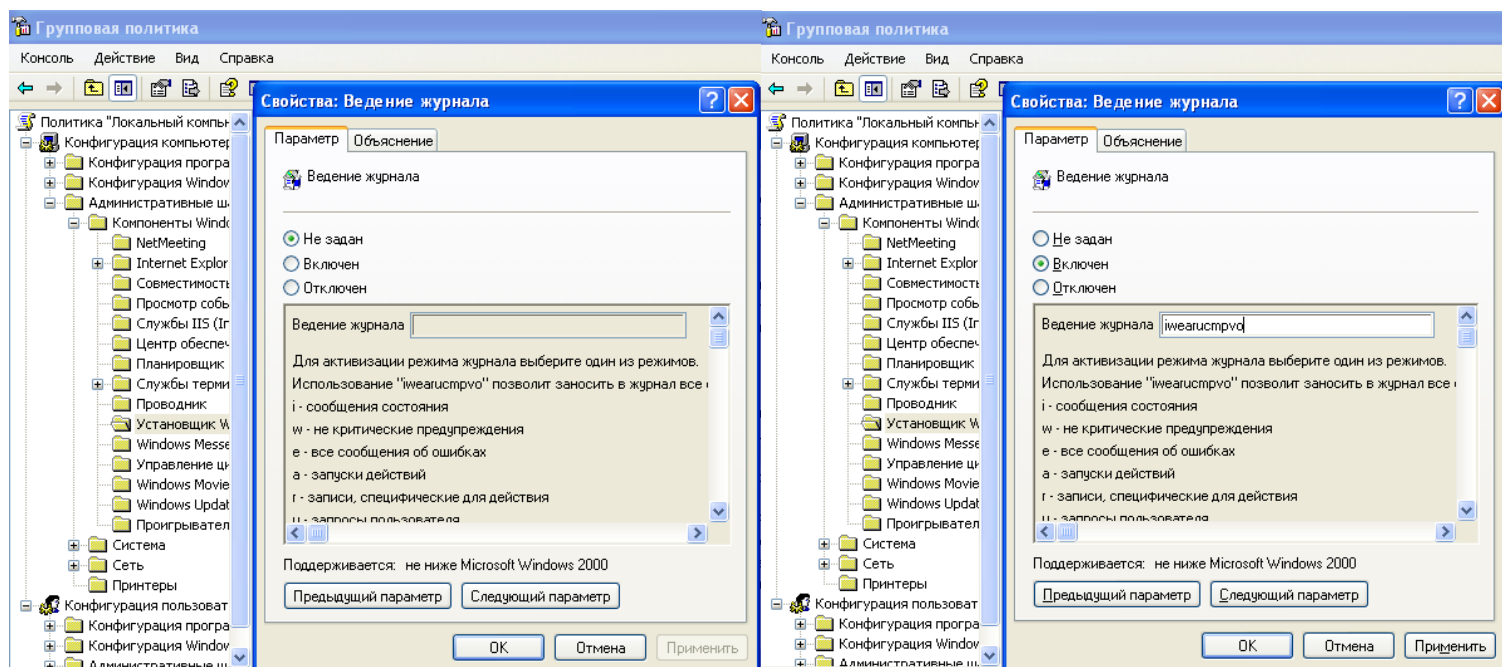 Групповая политика
Консоль Действие Вид Справка
Политика "Локальный компьн
Конфигурация компьютер
Конфигурация програ
Конфигурация Window
Административные ш
Компоненты Windo
NetMeeting
Internet Explor
Совместимость
Просмотр собы
Службы IIS (Ir
Центр обеспеч
Планировщик
Службы терми
Проводник
Установщик W
Windows Messe
Управление ци
Windows Movie
Windows Updat
Проигрывател
Система
Сеть
Принтеры
Конфигурация пользоват
Конфигурация програ
Конфигурация Window
Административные ш
Свойства: Ведение журнала
Параметр Объяснение
Ведение журнала
Не задан
Включен
Отключен
Ведение журнала
Для активизации режима журнала выберите один из режимов.
Использование "iwearucmpvo" позволит заносить в журнал все
i - сообщения состояния
w - не критические предупреждения
e - все сообщения об ошибках
a - запуски действий
r - записи, специфические для действия
u - запросы пользователя
Поддерживается: не ниже Microsoft Windows 2000
Предыдущий параметр Следующий параметр
OK Отмена Применить
Групповая политика
Консоль Действие Вид Справка
Политика "Локальный компьн
Конфигурация компьютер
Конфигурация програ
Конфигурация Window
Административные ш
Компоненты Windo
NetMeeting
Internet Explor
Совместимость
Просмотр собы
Службы IIS (Ir
Центр обеспеч
Планировщик
Службы терми
Проводник
Установщик W
Windows Messe
Управление ци
Windows Movie
Windows Updat
Проигрывател
Система
Сеть
Принтеры
Конфигурация пользоват
Конфигурация програ
Конфигурация Window
Административные ш
Свойства: Ведение журнала
Параметр Объяснение
Ведение журнала
Не задан
Включен
Отключен
Ведение журнала iwearucmpvo
Для активизации режима журнала выберите один из режимов.
Использование "iwearucmpvo" позволит заносить в журнал все
i - сообщения состояния
w - не критические предупреждения
e - все сообщения об ошибках
a - запуски действий
r - записи, специфические для действия
u - запросы пользователя
Поддерживается: не ниже Microsoft Windows 2000
Предыдущий параметр Следующий параметр
OK Отмена Применить